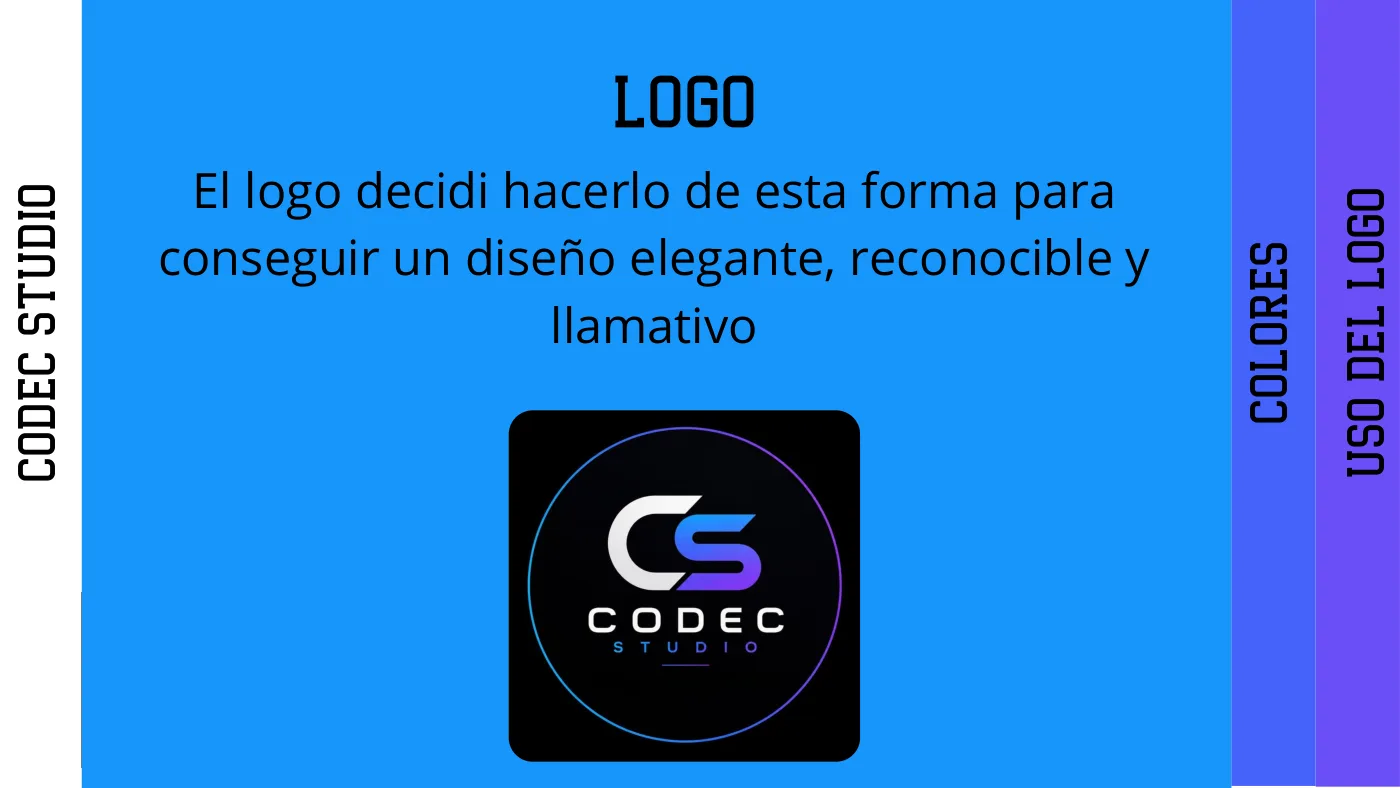 CODEC STUDIO
LOGO
El logo decidi hacerlo de esta forma para
conseguir un diseño elegante, reconocible y
llamativo
CS
CODEC
STUDIO
COLORES
USO DEL LOGO